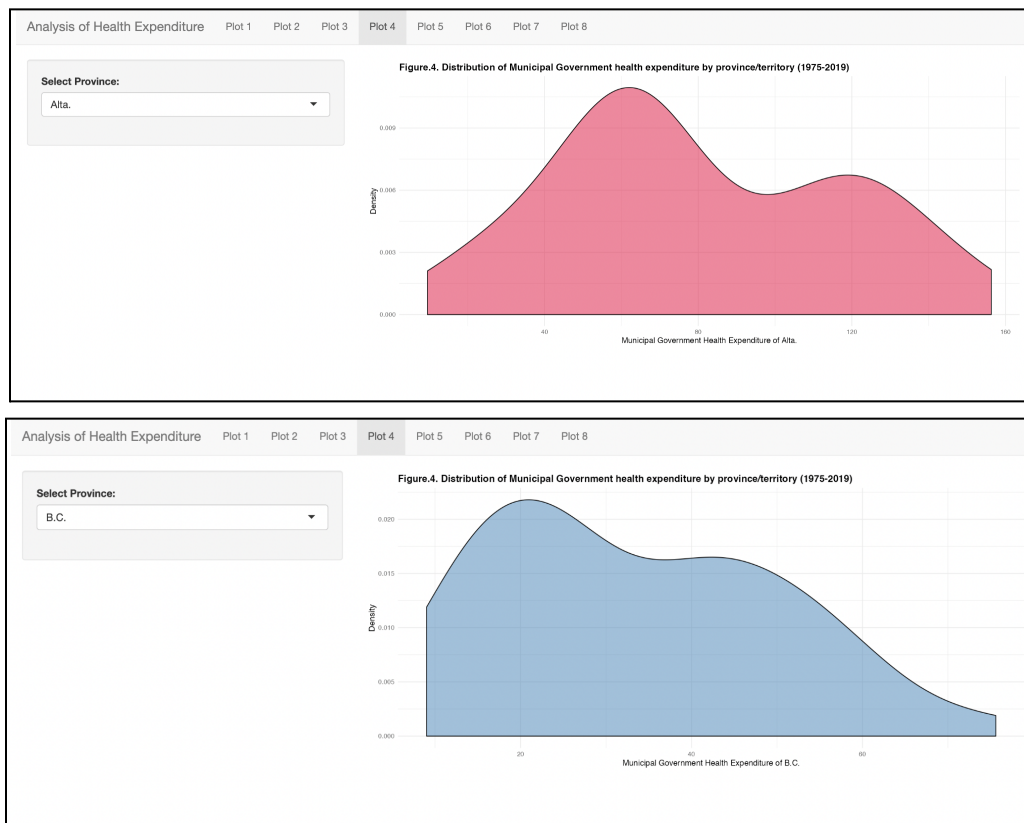 Analysis of Health Expenditure Plot 1 Plot 2 Plot 3 Plot 4 Plot 5 Plot 6 Plot 7 Plot 8
Select Province:
Alta.
Figure.4. Distribution of Municipal Government health expenditure by province/territory (1975-2019)
Density
0.009
0.006
0.003
0.000
40 80 120 160
Municipal Government Health Expenditure of Alta.
Analysis of Health Expenditure Plot 1 Plot 2 Plot 3 Plot 4 Plot 5 Plot 6 Plot 7 Plot 8
Select Province:
B.C.
Figure.4. Distribution of Municipal Government health expenditure by province/territory (1975-2019)
Density
0.020
0.015
0.010
0.005
0.000
20 40 60
Municipal Government Health Expenditure of B.C.